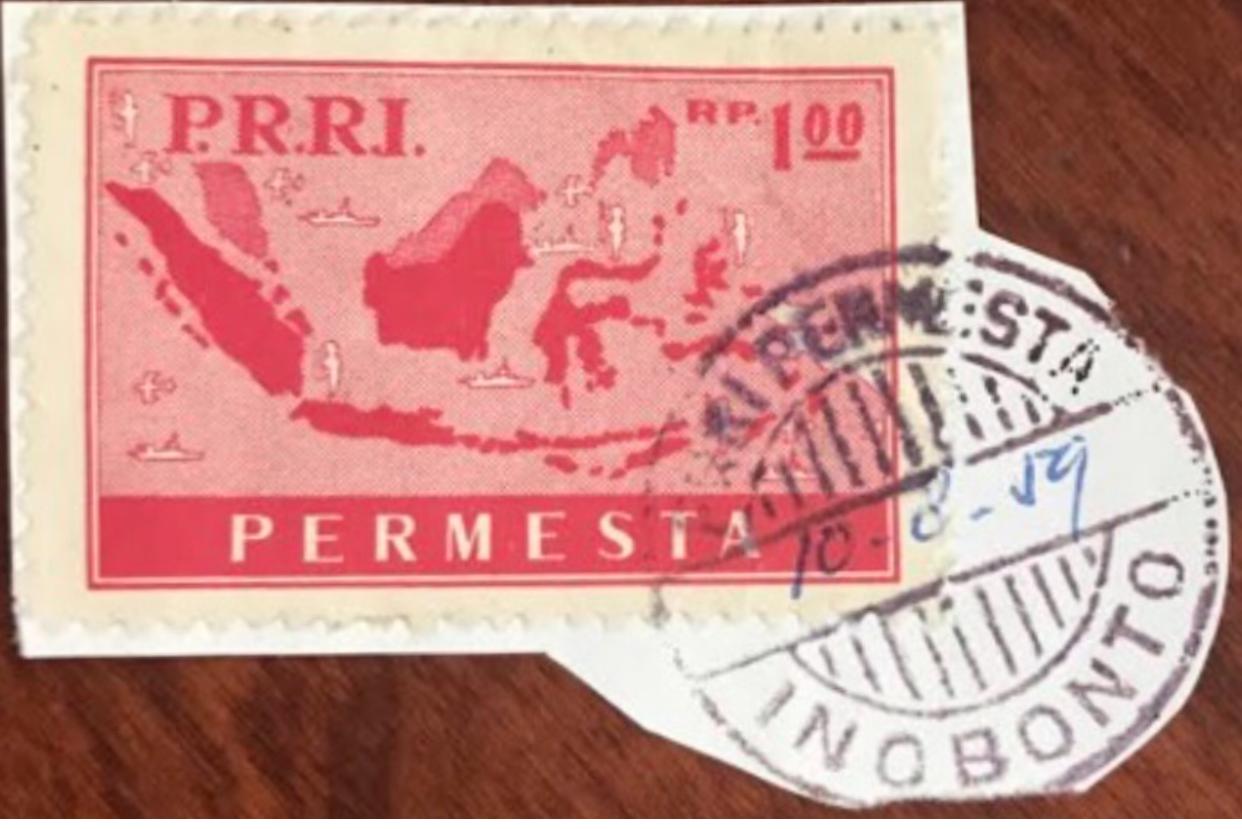 P.R.R.I.
RP. 1.00
PERMESTA
PERMESTA
10-8-59
INOBONTO